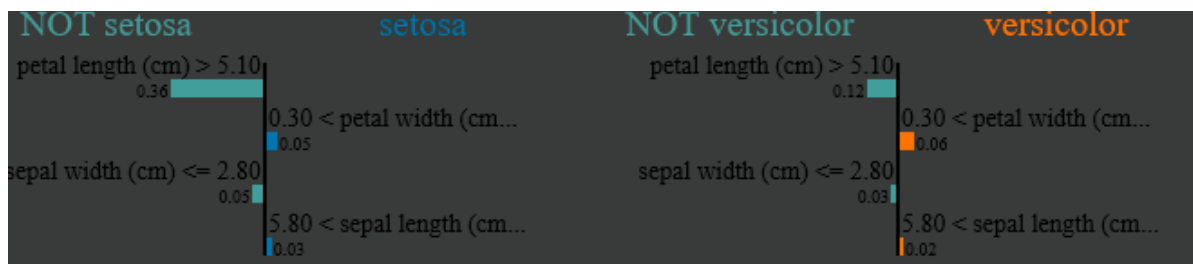 NOT setosa
setosa
petal length (cm) > 5.10
0.36
0.30 < petal width (cm...
0.05
sepal width (cm) <= 2.80
0.05
5.80 < sepal length (cm...
0.03
NOT versicolor
versicolor
petal length (cm) > 5.10
0.12
0.30 < petal width (cm...
0.06
sepal width (cm) <= 2.80
0.03
5.80 < sepal length (cm...
0.02